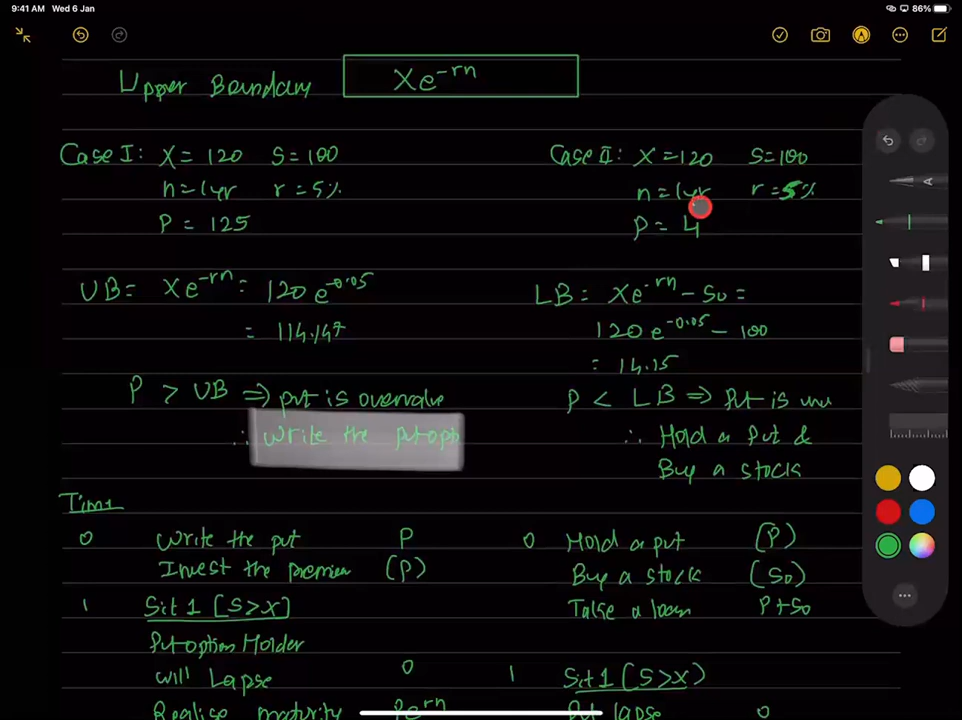 9:41 AM Wed 6 Jan
86%
Upper Boundary
Xe^-rn
Case I: X = 120 S = 100
n = 1yr r = 5%
P = 125
UB = Xe^-rn = 120 e^-0.05
= 114.147
P > UB ⇒ put is overvalue
∴ Write the put opti
Case II: X = 120 S = 100
n = 1yr r = 5%
P = 4
LB = Xe^-rn - S0 =
120 e^-0.05 - 100
= 14.15
P < LB ⇒ Put is und
∴ Hold a Put &
Buy a stock
Time
0 Write the put P
Invest the premium (P)
1 Sit 1 [S>X]
Put option Holder
will Lapse 0
Realise maturity Pe^rn
0 Hold a put (P)
Buy a stock (S0)
Take a loan P+S0
1 Sit 1 (S>X)
Put lapse 0
A